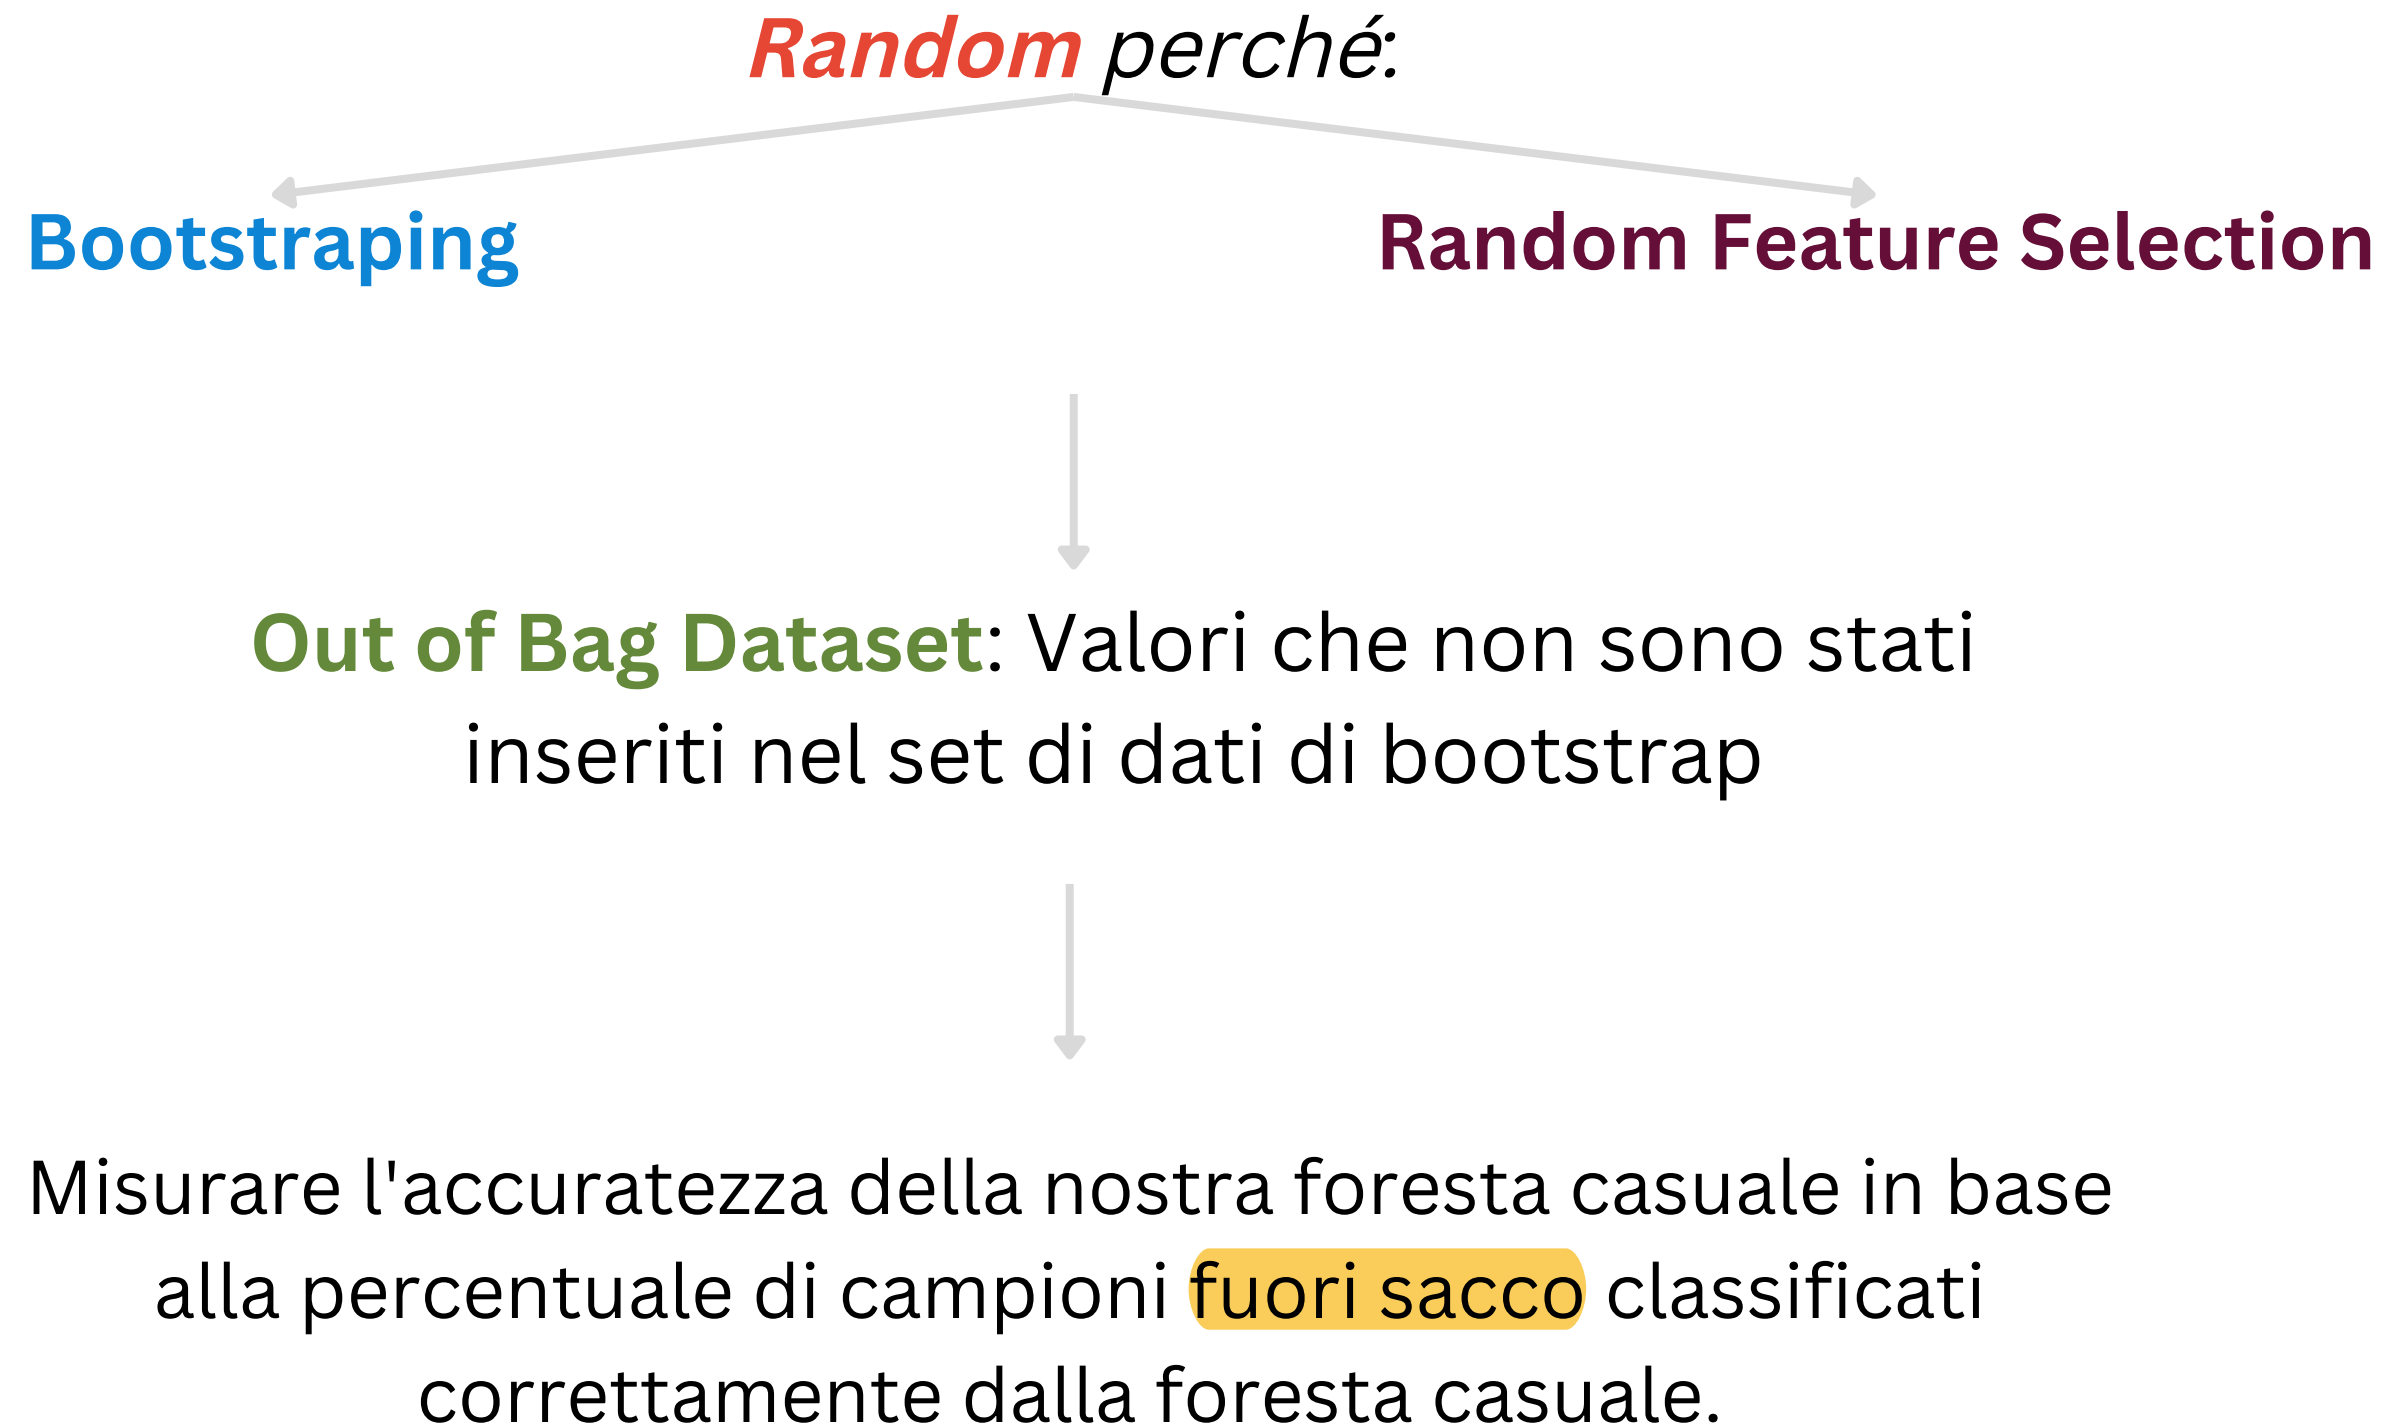 Random perché:
Bootstraping
Random Feature Selection
Out of Bag Dataset: Valori che non sono stati
inseriti nel set di dati di bootstrap
Misurare l'accuratezza della nostra foresta casuale in base
alla percentuale di campioni fuori sacco classificati
correttamente dalla foresta casuale.